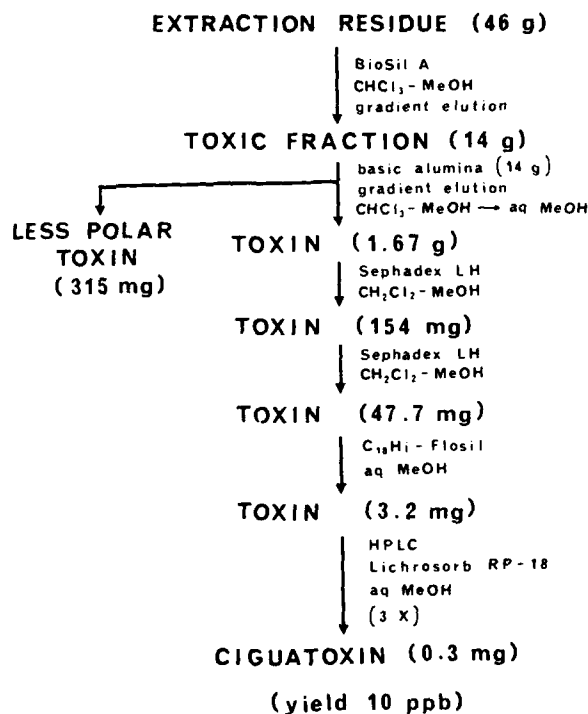 EXTRACTION RESIDUE (46 g)
BioSil A
CHCl₃-MeOH
gradient elution
TOXIC FRACTION (14 g)
basic alumina (14 g)
gradient elution
CHCl₃-MeOH → aq MeOH
LESS POLAR
TOXIN
(315 mg)
TOXIN (1.67 g)
Sephadex LH
CH₂Cl₂-MeOH
TOXIN (154 mg)
Sephadex LH
CH₂Cl₂-MeOH
TOXIN (47.7 mg)
C₁₈Hi-Flosil
aq MeOH
TOXIN (3.2 mg)
HPLC
Lichrosorb RP-18
aq MeOH
(3 X)
CIGUATOXIN (0.3 mg)
(yield 10 ppb)